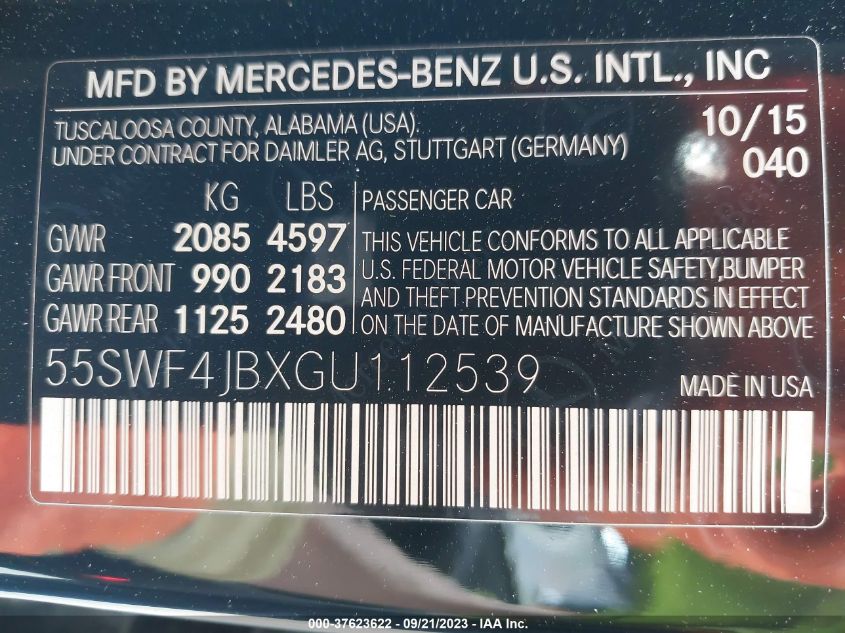 MFD BY MERCEDES-BENZ U.S. INTL., INC
TUSCALOOSA COUNTY, ALABAMA (USA). 10/15
UNDER CONTRACT FOR DAIMLER AG, STUTTGART (GERMANY) 040
KG LBS PASSENGER CAR
GVWR 2085 4597 THIS VEHICLE CONFORMS TO ALL APPLICABLE
GAWR FRONT 990 2183 U.S. FEDERAL MOTOR VEHICLE SAFETY, BUMPER
GAWR REAR 1125 2480 AND THEFT PREVENTION STANDARDS IN EFFECT
ON THE DATE OF MANUFACTURE SHOWN ABOVE
55SWF4JBXGU112539 MADE IN USA
000-37623622 - 09/21/2023 - IAA Inc.